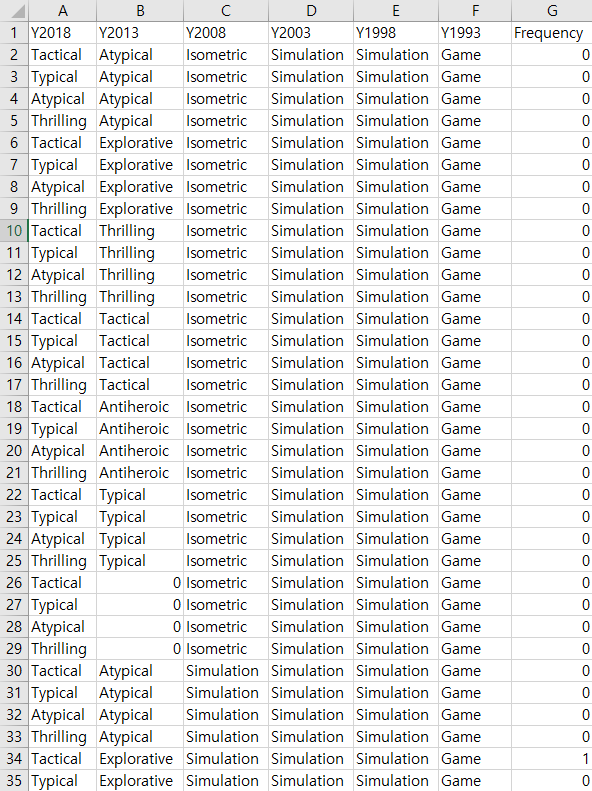 A B C D E F G
1 Y2018 Y2013 Y2008 Y2003 Y1998 Y1993 Frequency
2 Tactical Atypical Isometric Simulation Simulation Game 0
3 Typical Atypical Isometric Simulation Simulation Game 0
4 Atypical Atypical Isometric Simulation Simulation Game 0
5 Thrilling Atypical Isometric Simulation Simulation Game 0
6 Tactical Explorative Isometric Simulation Simulation Game 0
7 Typical Explorative Isometric Simulation Simulation Game 0
8 Atypical Explorative Isometric Simulation Simulation Game 0
9 Thrilling Explorative Isometric Simulation Simulation Game 0
10 Tactical Thrilling Isometric Simulation Simulation Game 0
11 Typical Thrilling Isometric Simulation Simulation Game 0
12 Atypical Thrilling Isometric Simulation Simulation Game 0
13 Thrilling Thrilling Isometric Simulation Simulation Game 0
14 Tactical Tactical Isometric Simulation Simulation Game 0
15 Typical Tactical Isometric Simulation Simulation Game 0
16 Atypical Tactical Isometric Simulation Simulation Game 0
17 Thrilling Tactical Isometric Simulation Simulation Game 0
18 Tactical Antiheroic Isometric Simulation Simulation Game 0
19 Typical Antiheroic Isometric Simulation Simulation Game 0
20 Atypical Antiheroic Isometric Simulation Simulation Game 0
21 Thrilling Antiheroic Isometric Simulation Simulation Game 0
22 Tactical Typical Isometric Simulation Simulation Game 0
23 Typical Typical Isometric Simulation Simulation Game 0
24 Atypical Typical Isometric Simulation Simulation Game 0
25 Thrilling Typical Isometric Simulation Simulation Game 0
26 Tactical 0 Isometric Simulation Simulation Game 0
27 Typical 0 Isometric Simulation Simulation Game 0
28 Atypical 0 Isometric Simulation Simulation Game 0
29 Thrilling 0 Isometric Simulation Simulation Game 0
30 Tactical Atypical Simulation Simulation Simulation Game 0
31 Typical Atypical Simulation Simulation Simulation Game 0
32 Atypical Atypical Simulation Simulation Simulation Game 0
33 Thrilling Atypical Simulation Simulation Simulation Game 0
34 Tactical Explorative Simulation Simulation Simulation Game 1
35 Typical Explorative Simulation Simulation Simulation Game 0